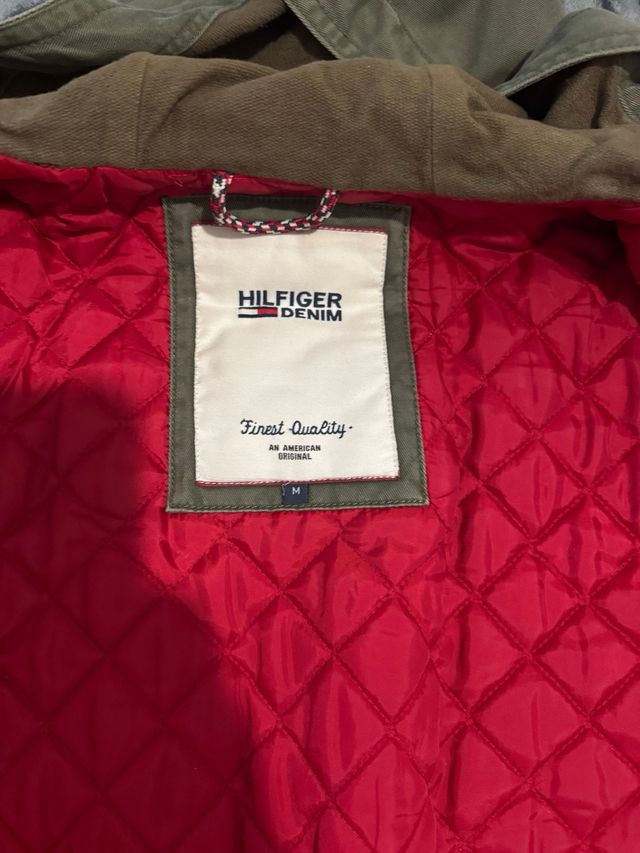 HILFIGER
DENIM
Finest Quality
AN AMERICAN
ORIGINAL
M